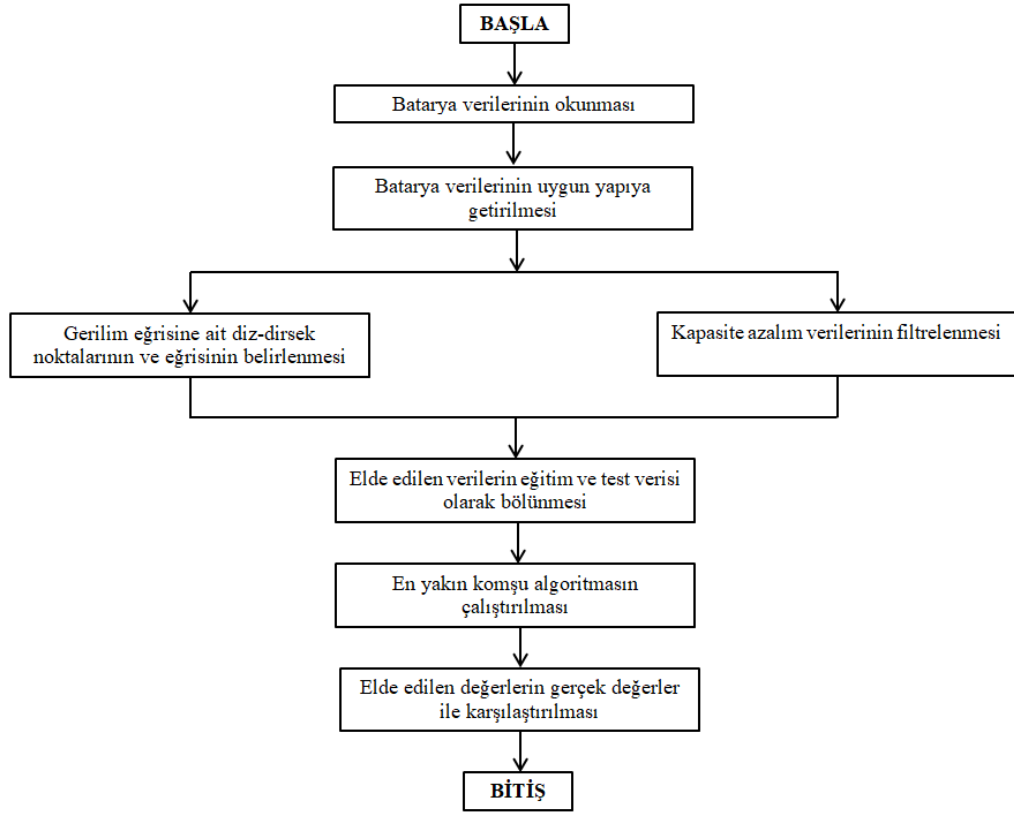 BAŞLA
Batarya verilerinin okunması
Batarya verilerinin uygun yapıya
getirilmesi
Gerilim eğrisine ait diz-dirsek
noktalarının ve eğrisinin belirlenmesi
Kapasite azalım verilerinin filtrelenmesi
Elde edilen verilerin eğitim ve test verisi
olarak bölünmesi
En yakın komşu algoritmasın
çalıştırılması
Elde edilen değerlerin gerçek değerler
ile karşılaştırılması
BİTİŞ